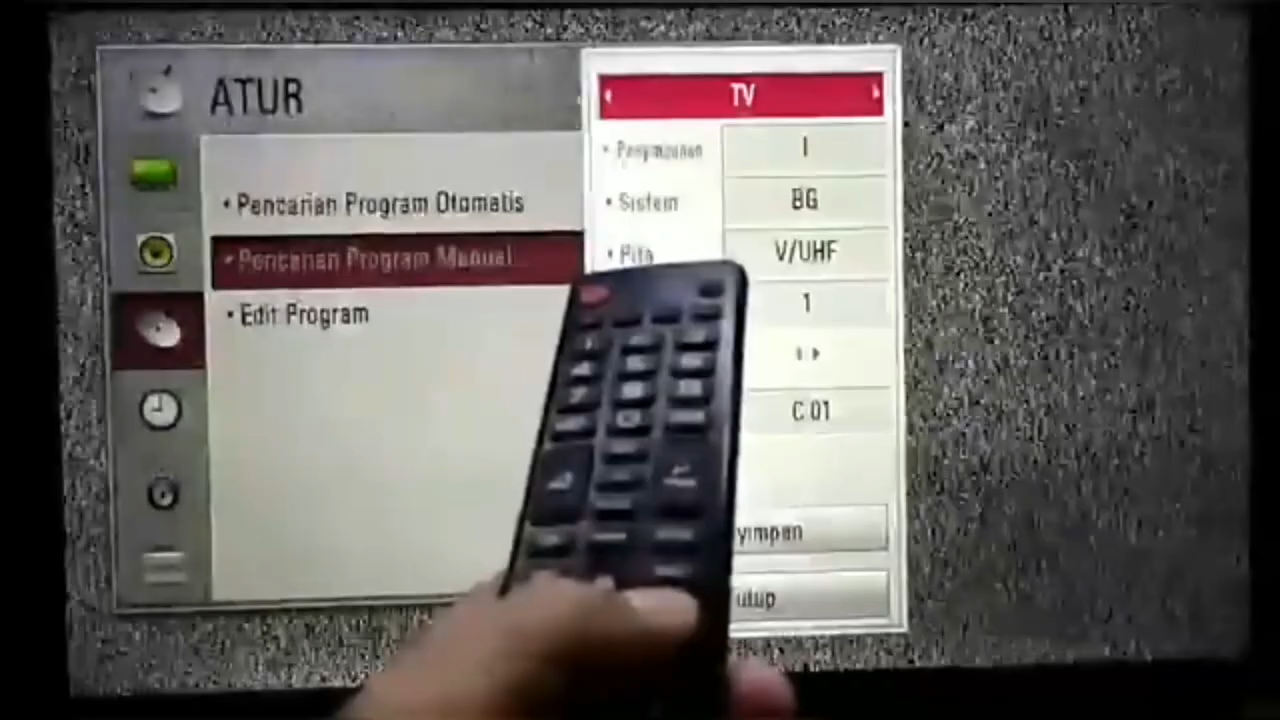 ATUR
TV
• Penyimpanan I
• Pencarian Program Otomatis
• Sistem BG
• Pencarian Program Manual
• Pita V/UHF
• Edit Program
1
C 01
yimpan
utup